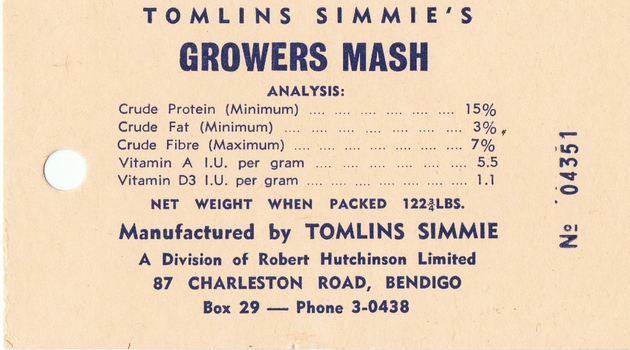 TOMLINS SIMMIE'S
GROWERS MASH
ANALYSIS:
Crude Protein (Minimum) .... .... .... .... .... .... 15%
Crude Fat (Minimum) .... .... .... .... .... .... .... 3%
Crude Fibre (Maximum) .... .... .... .... .... .... 7%
Vitamin A I.U. per gram .... .... .... .... .... .... 5.5
Vitamin D3 I.U. per gram .... .... .... .... .... .... 1.1
NET WEIGHT WHEN PACKED 122¾LBS.
Manufactured by TOMLINS SIMMIE
A Division of Robert Hutchinson Limited
87 CHARLESTON ROAD, BENDIGO
Box 29 — Phone 3-0438
No 04351